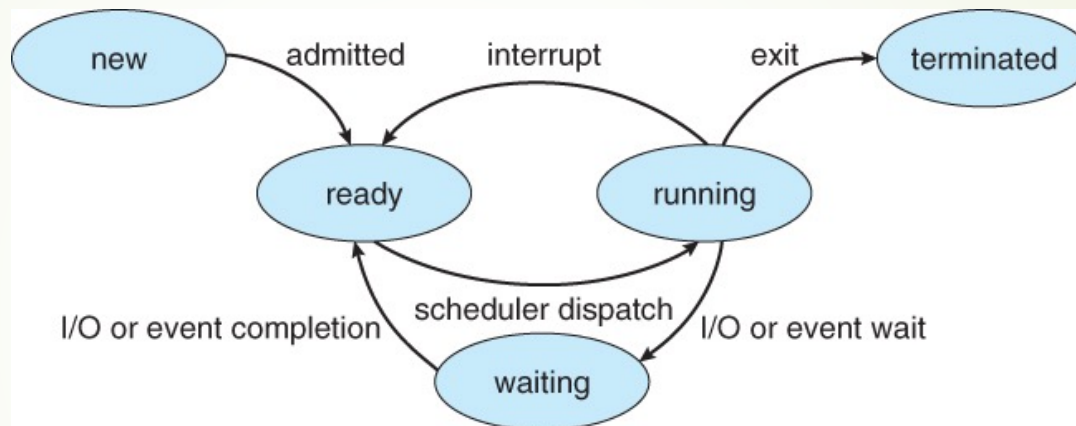 new
admitted
interrupt
exit
terminated
ready
running
scheduler dispatch
I/O or event completion
I/O or event wait
waiting